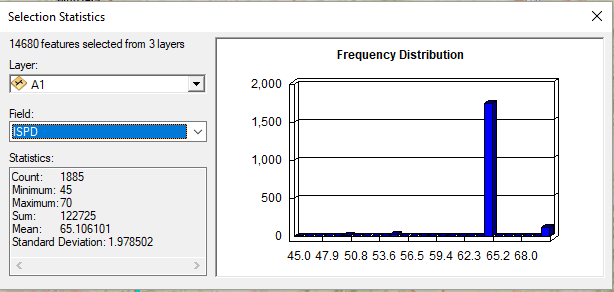 Selection Statistics
14680 features selected from 3 layers
Layer:
A1
Field:
ISPD
Statistics:
Count: 1885
Minimum: 45
Maximum: 70
Sum: 122725
Mean: 65.106101
Standard Deviation: 1.978502
Frequency Distribution
2,000
1,500
1,000
500
0
45.0 47.9 50.8 53.6 56.5 59.4 62.3 65.2 68.0